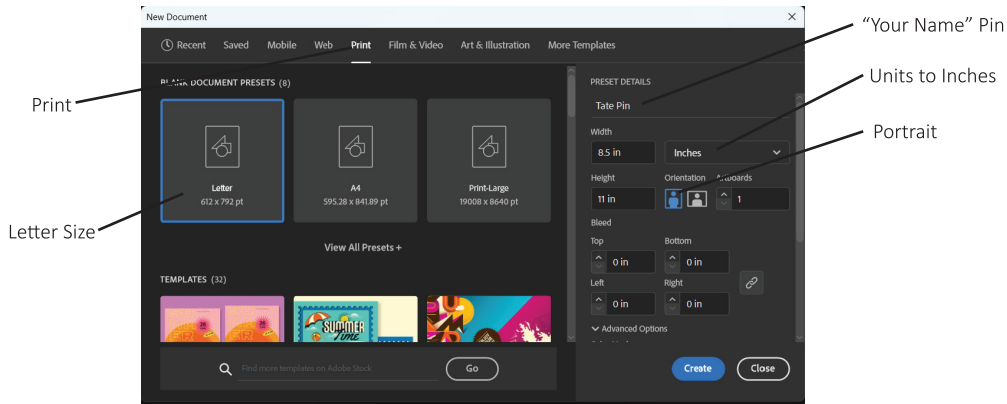 New Document
Recent Saved Mobile Web Print Film & Video Art & Illustration More Templates
"Your Name" Pin
Units to Inches
Portrait
Print
Letter Size
BLANK DOCUMENT PRESETS (8)
Letter
612 x 792 pt
A4
595.28 x 841.89 pt
Print-Large
19008 x 8640 pt
View All Presets +
TEMPLATES (32)
SUMMER
Time
Find more templates on Adobe Stock
Go
PRESET DETAILS
Tate Pin
Width
8.5 in Inches
Height Orientation Artboards
11 in 1
Bleed
Top Bottom
0 in 0 in
Left Right
0 in 0 in
Advanced Options
Create Close